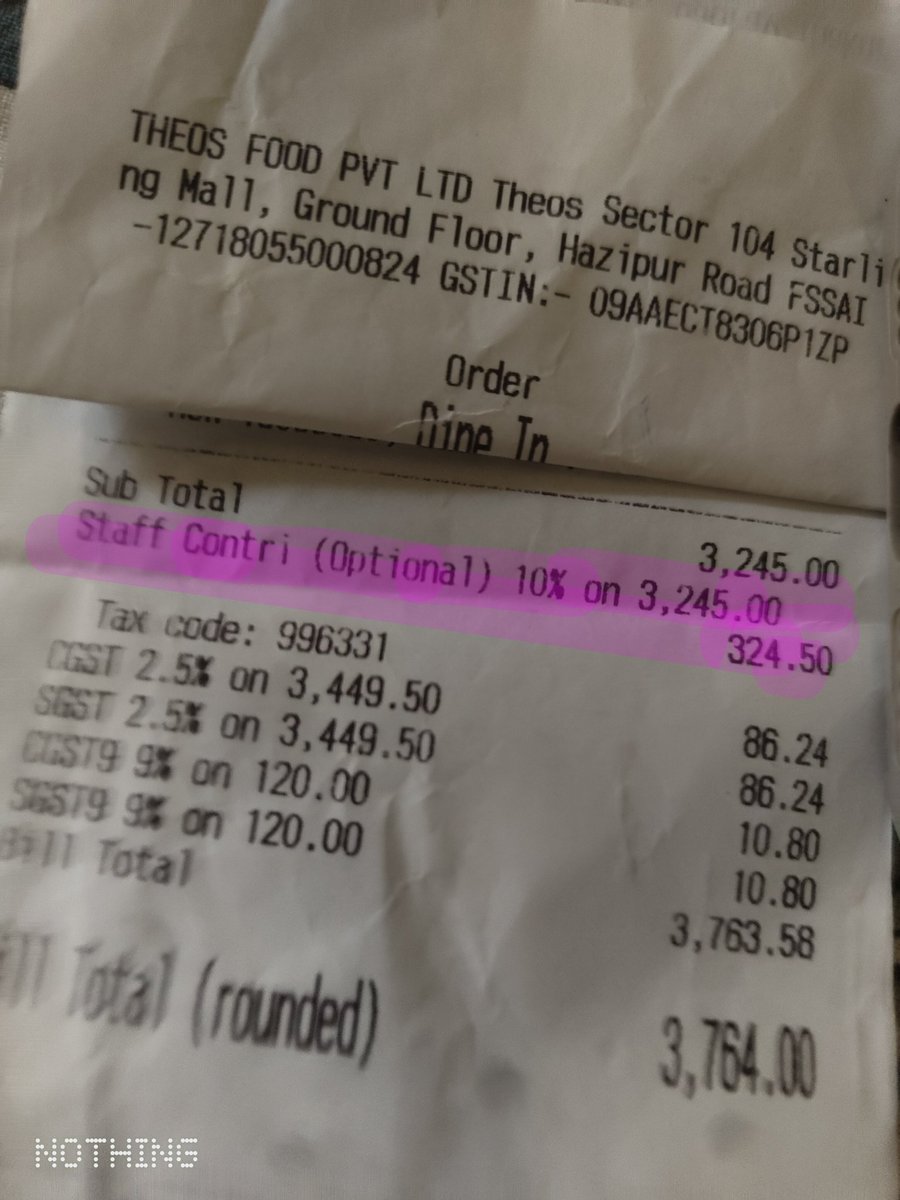 THEOS FOOD PVT LTD Theos Sector 104 Starli
ng Mall, Ground Floor, Hazipur Road FSSAI
-12718055000824 GSTIN:- 09AAECT8306P1ZP
Order
Dine In
Sub Total 3,245.00
Staff Contri (Optional) 10% on 3,245.00
324.50
Tax code: 996331
CGST 2.5% on 3,449.50 86.24
SGST 2.5% on 3,449.50 86.24
CGST9 9% on 120.00 10.80
SGST9 9% on 120.00 10.80
Bill Total 3,763.58
ill Total (rounded) 3,764.00
NOTHING